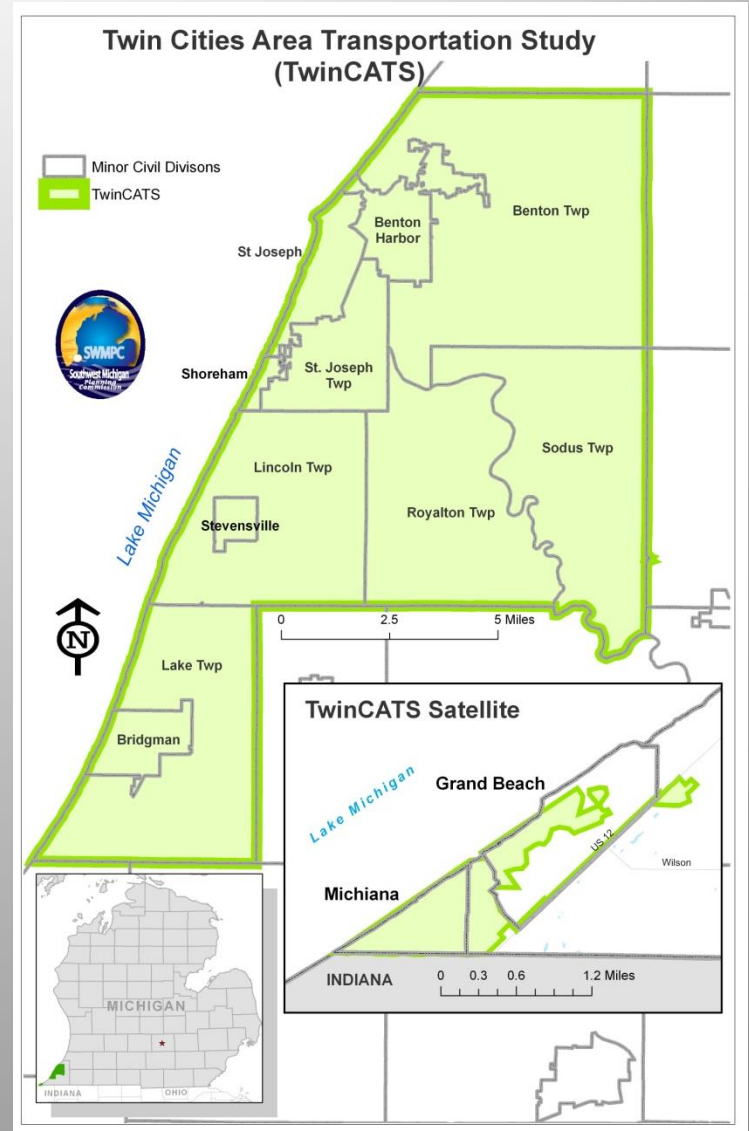 Twin Cities Area Transportation Study
(TwinCATS)
Minor Civil Divisons
TwinCATS
Benton Twp
Benton
Harbor
St Joseph
SWMPC
Southwest Michigan
Planning
Commission
Shoreham
St. Joseph
Twp
Sodus Twp
Lincoln Twp
Lake Michigan
Stevensville
Royalton Twp
0 2.5 5 Miles
N
Lake Twp
Bridgman
TwinCATS Satellite
Grand Beach
Lake Michigan
US 12
Wilson
Michiana
INDIANA
0 0.3 0.6 1.2 Miles
MICHIGAN
INDIANA
OHIO